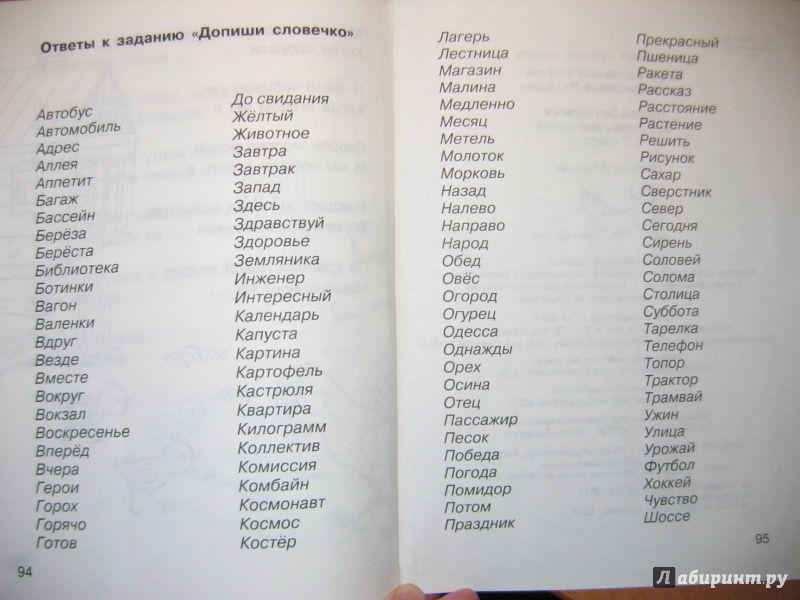 Ответы к заданию «Допиши словечко»
Автобус
Автомобиль
Адрес
Аллея
Аппетит
Багаж
Бассейн
Берёза
Берёста
Библиотека
Ботинки
Вагон
Валенки
Вдруг
Везде
Вместе
Вокруг
Вокзал
Воскресенье
Вперёд
Вчера
Герои
Горох
Горячо
Готов
До свидания
Жёлтый
Животное
Завтра
Завтрак
Запад
Здесь
Здравствуй
Здоровье
Земляника
Инженер
Интересный
Календарь
Капуста
Картина
Картофель
Кастрюля
Квартира
Килограмм
Коллектив
Комиссия
Комбайн
Космонавт
Космос
Костёр
94
Лагерь
Лестница
Магазин
Малина
Медленно
Месяц
Метель
Молоток
Морковь
Назад
Налево
Направо
Народ
Обед
Овёс
Огород
Огурец
Одесса
Однажды
Орех
Осина
Отец
Пассажир
Песок
Победа
Погода
Помидор
Потом
Праздник
Прекрасный
Пшеница
Ракета
Рассказ
Расстояние
Растение
Решить
Рисунок
Сахар
Сверстник
Север
Сегодня
Сирень
Соловей
Солома
Столица
Суббота
Тарелка
Телефон
Топор
Трактор
Трамвай
Ужин
Улица
Урожай
Футбол
Хоккей
Чувство
Шоссе
95
Лабиринт.ру